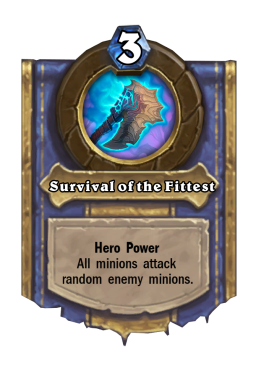 3
Survival of the Fittest
Hero Power
All minions attack
random enemy minions.